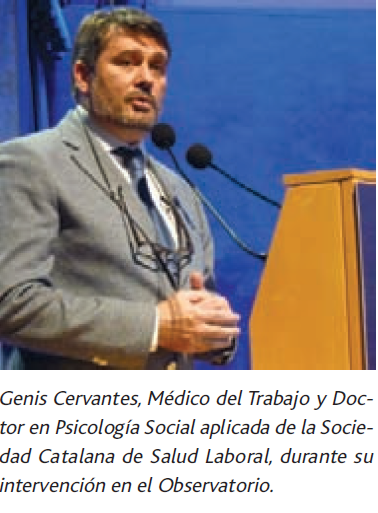 Genis Cervantes, Médico del Trabajo y Doc-
tor en Psicología Social aplicada de la Socie-
dad Catalana de Salud Laboral, durante su
intervención en el Observatorio.